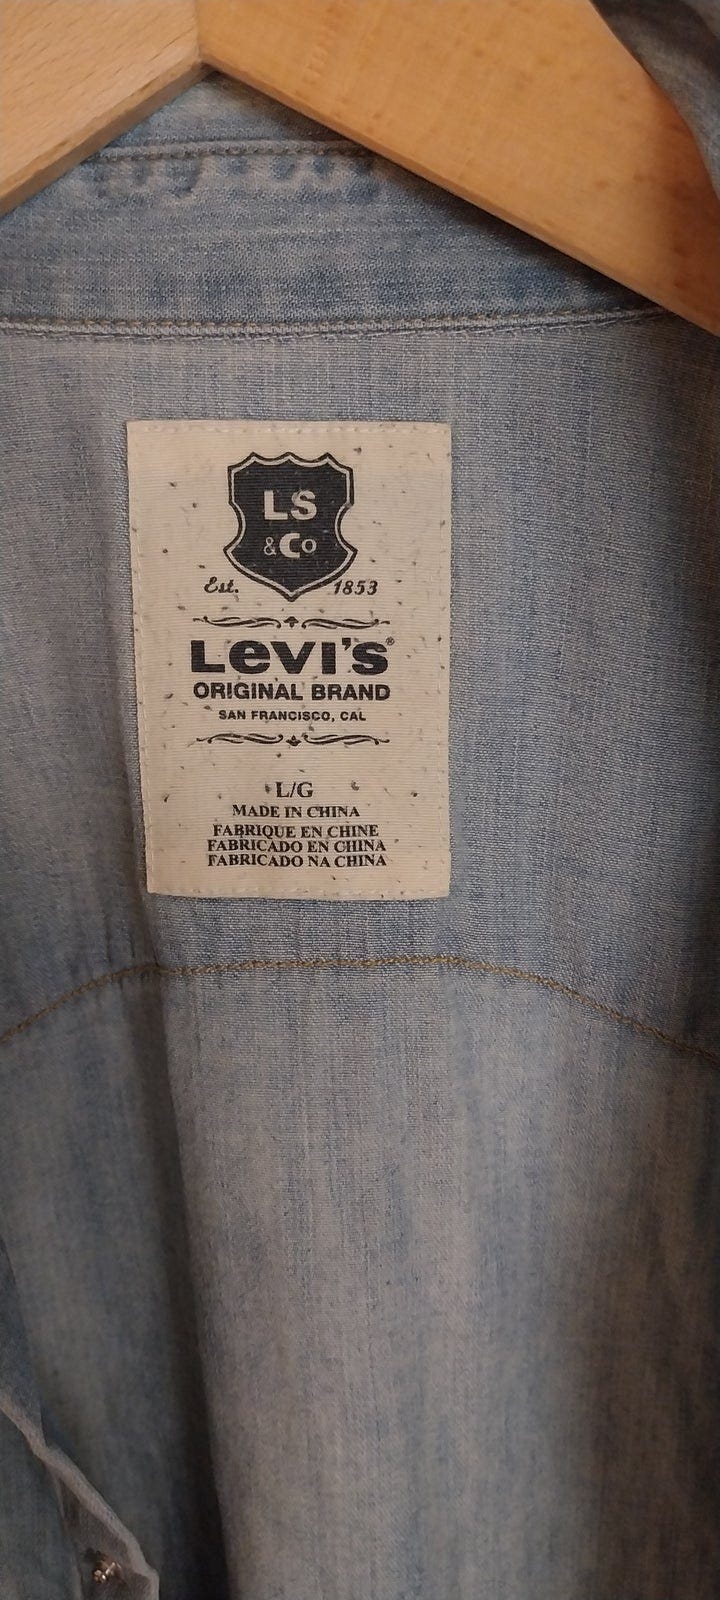 LS
&Co
Est. 1853
Levi's®
ORIGINAL BRAND
SAN FRANCISCO, CAL
L/G
MADE IN CHINA
FABRIQUE EN CHINE
FABRICADO EN CHINA
FABRICADO NA CHINA